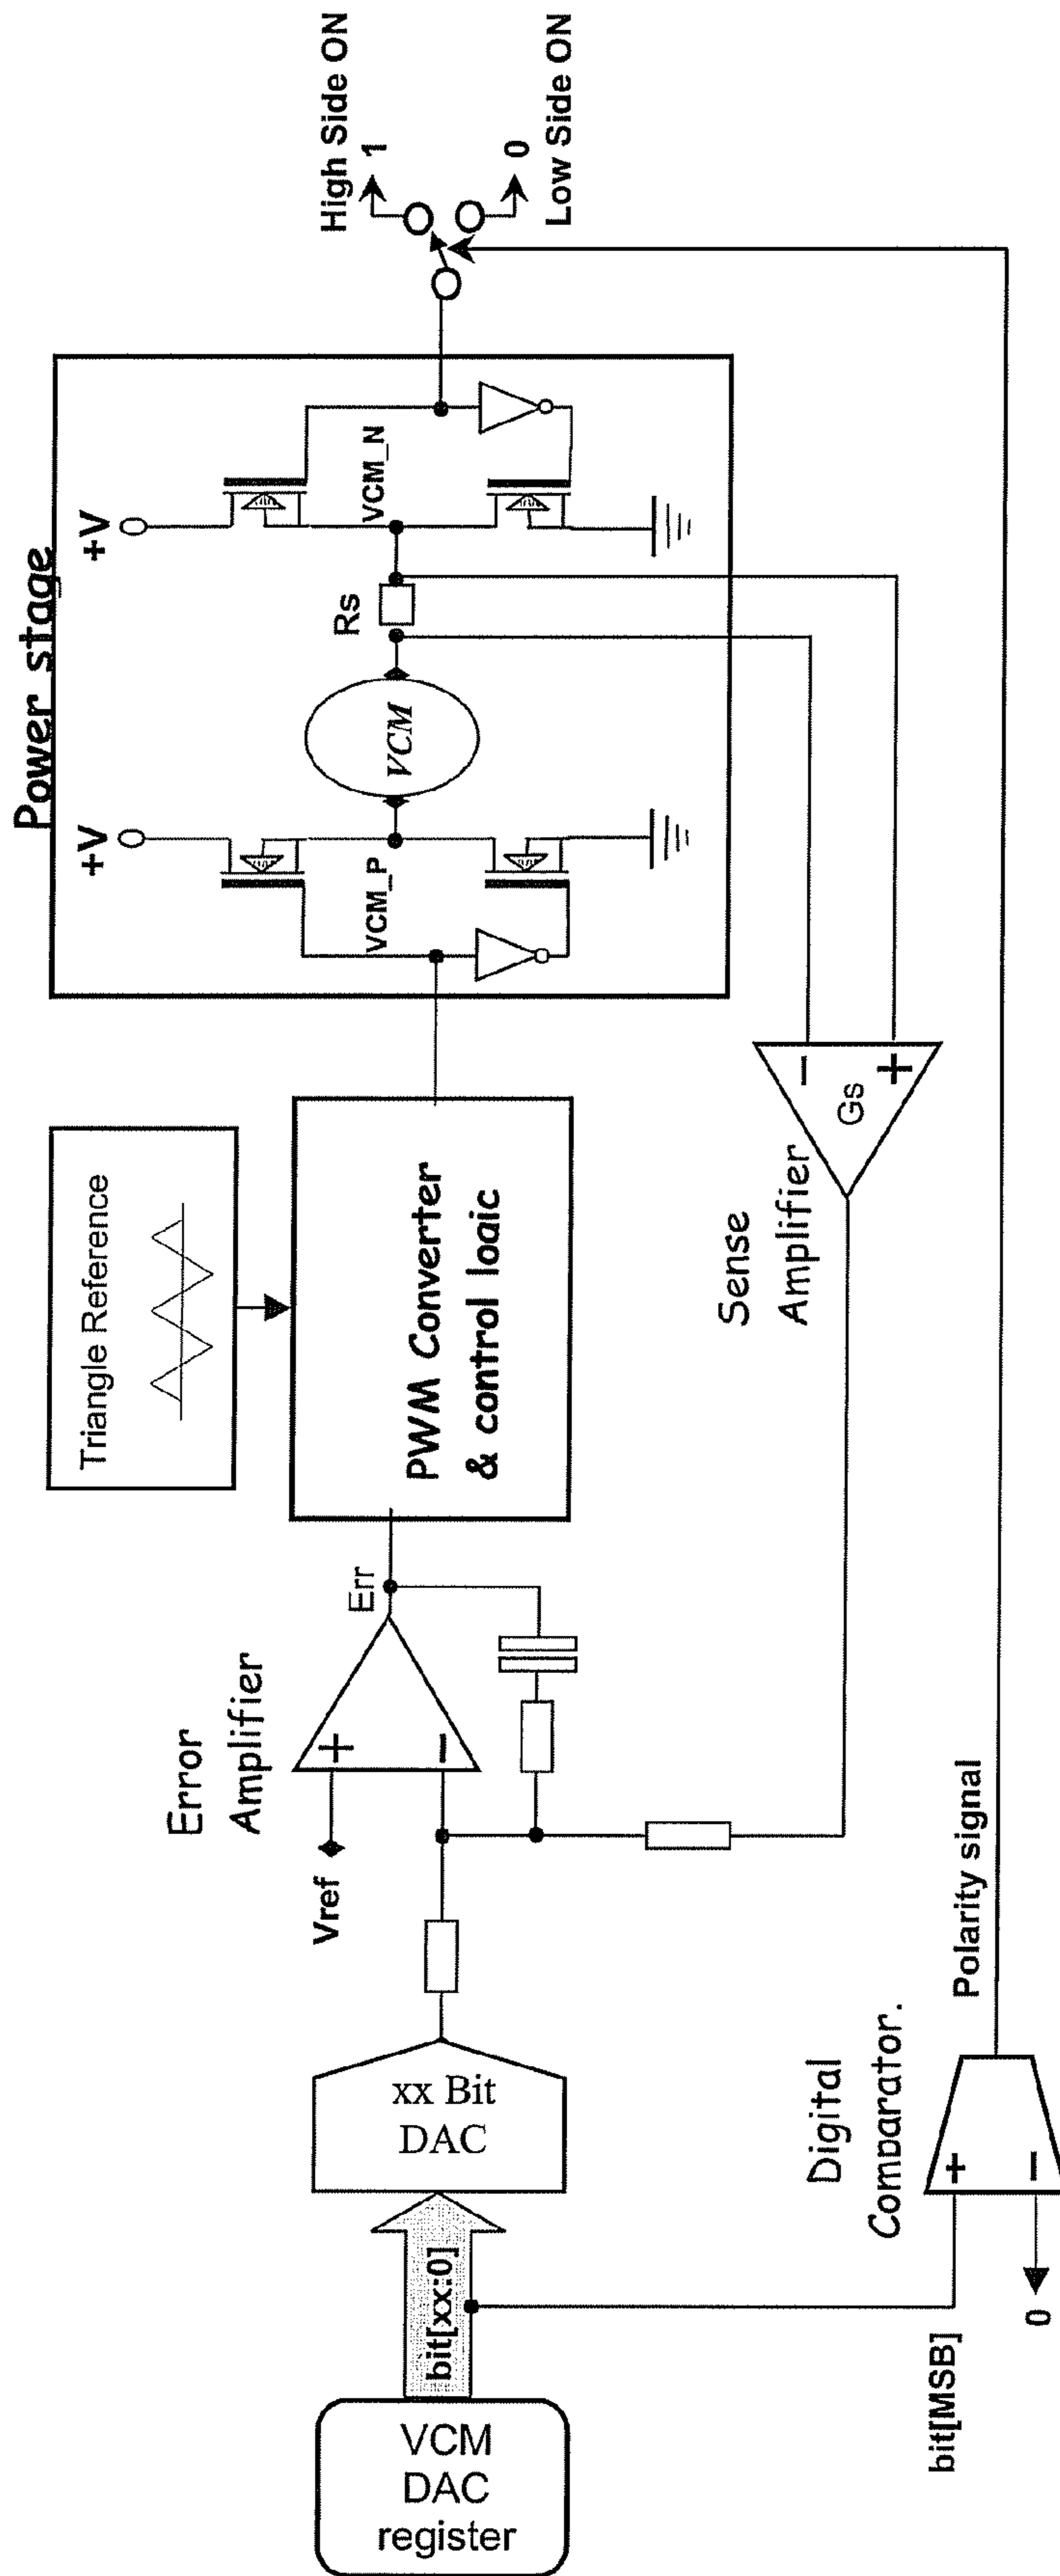 Power stage
+V
+V
High Side ON
1
0
Low Side ON
VCM_P
VCM
Rs
VCM_N
Triangle Reference
PWM Converter
& control loaic
Error
Amplifier
Err
+
−
Vref
VCM
DAC
register
bit[xx:0]
xx Bit
DAC
Sense
Amplifier
Gs
−
+
bit[MSB]
0
Digital
Comparator.
+
−
Polarity signal